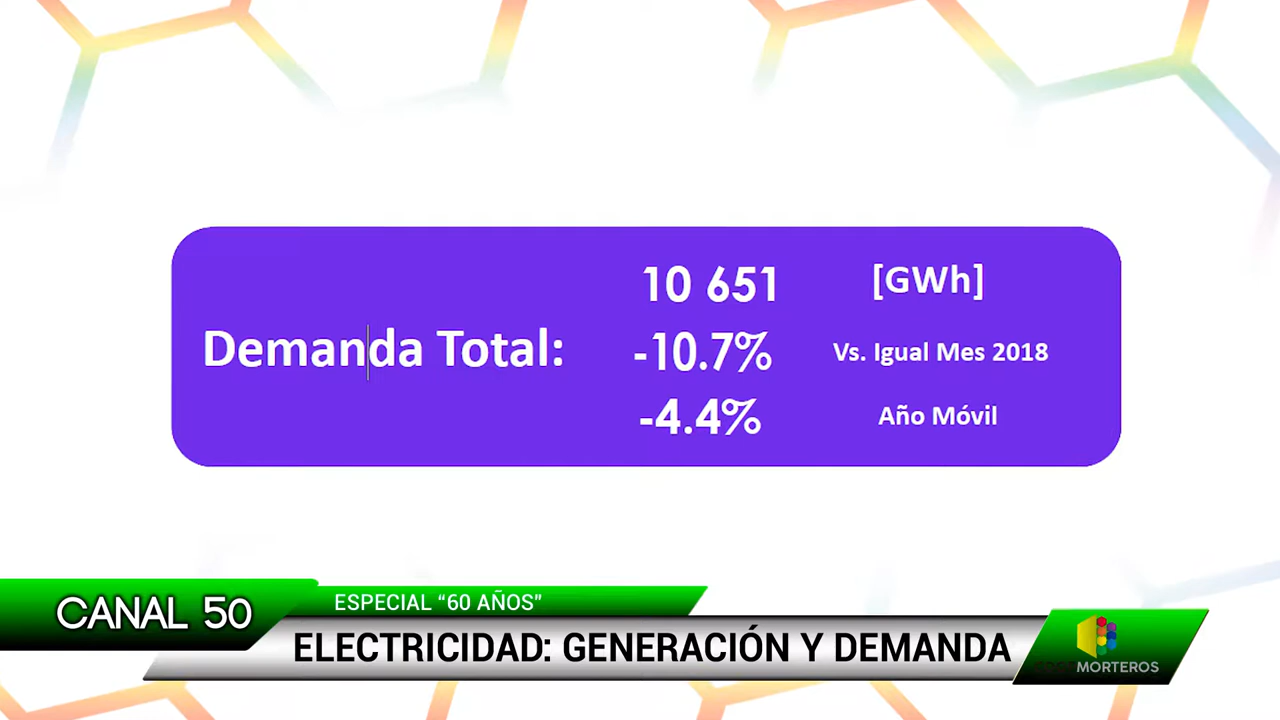 10 651 [GWh]
Demanda Total: -10.7% Vs. Igual Mes 2018
-4.4% Año Móvil
CANAL 50
ESPECIAL “60 AÑOS”
ELECTRICIDAD: GENERACIÓN Y DEMANDA
MORTEROS